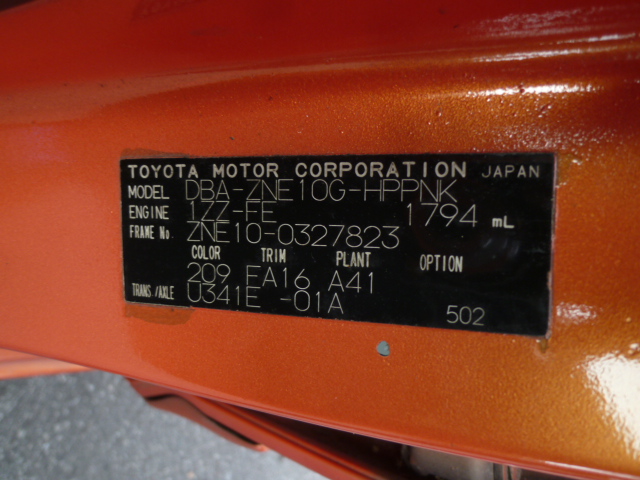 TOYOTA MOTOR CORPORATION JAPAN
MODEL DBA-ZNE10G-HPPNK
ENGINE 1ZZ-FE 1794 mL
FRAME No. ZNE10-0327823
COLOR TRIM PLANT OPTION
209 FA16 A41
TRANS./AXLE U341E -01A
502